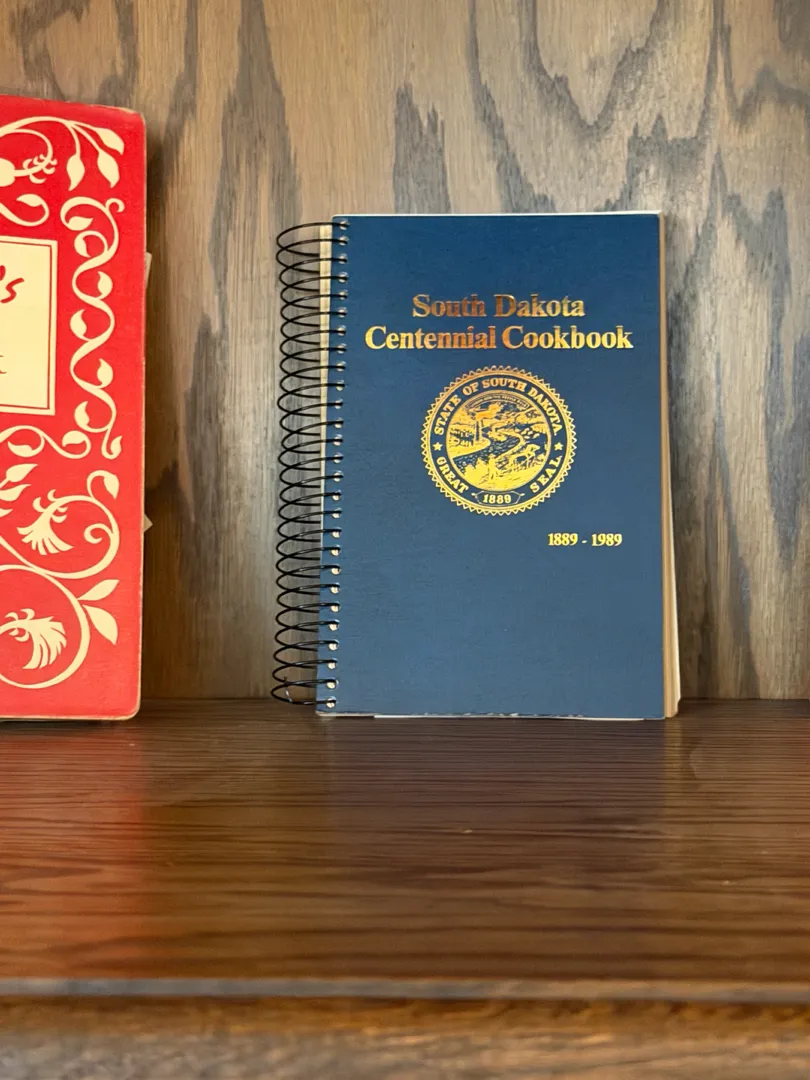 South Dakota
Centennial Cookbook
STATE OF SOUTH DAKOTA
GREAT SEAL
1889
1889 - 1989